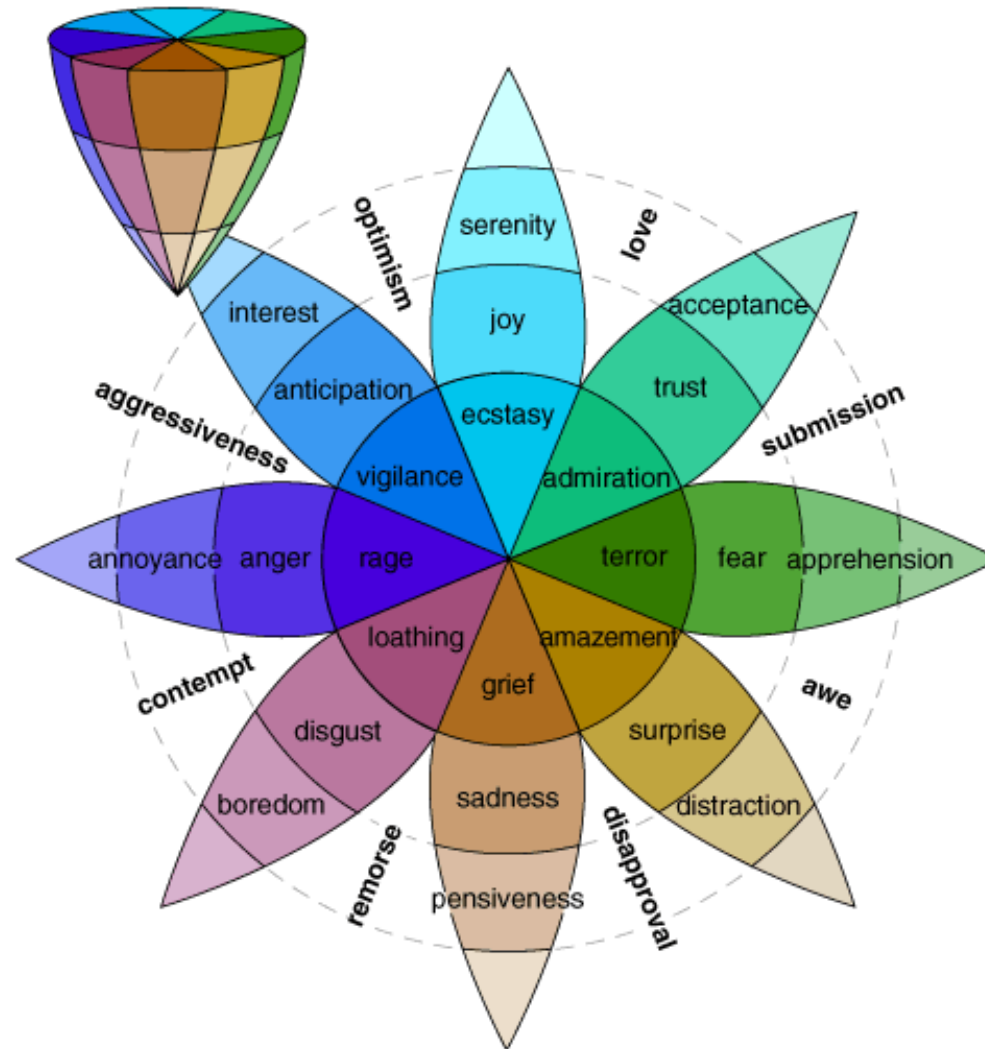 optimism
serenity
love
interest
joy
acceptance
anticipation
trust
aggressiveness
ecstasy
submission
vigilance
admiration
annoyance
anger
rage
terror
fear
apprehension
loathing
amazement
contempt
grief
awe
disgust
surprise
boredom
sadness
distraction
remorse
pensiveness
disapproval